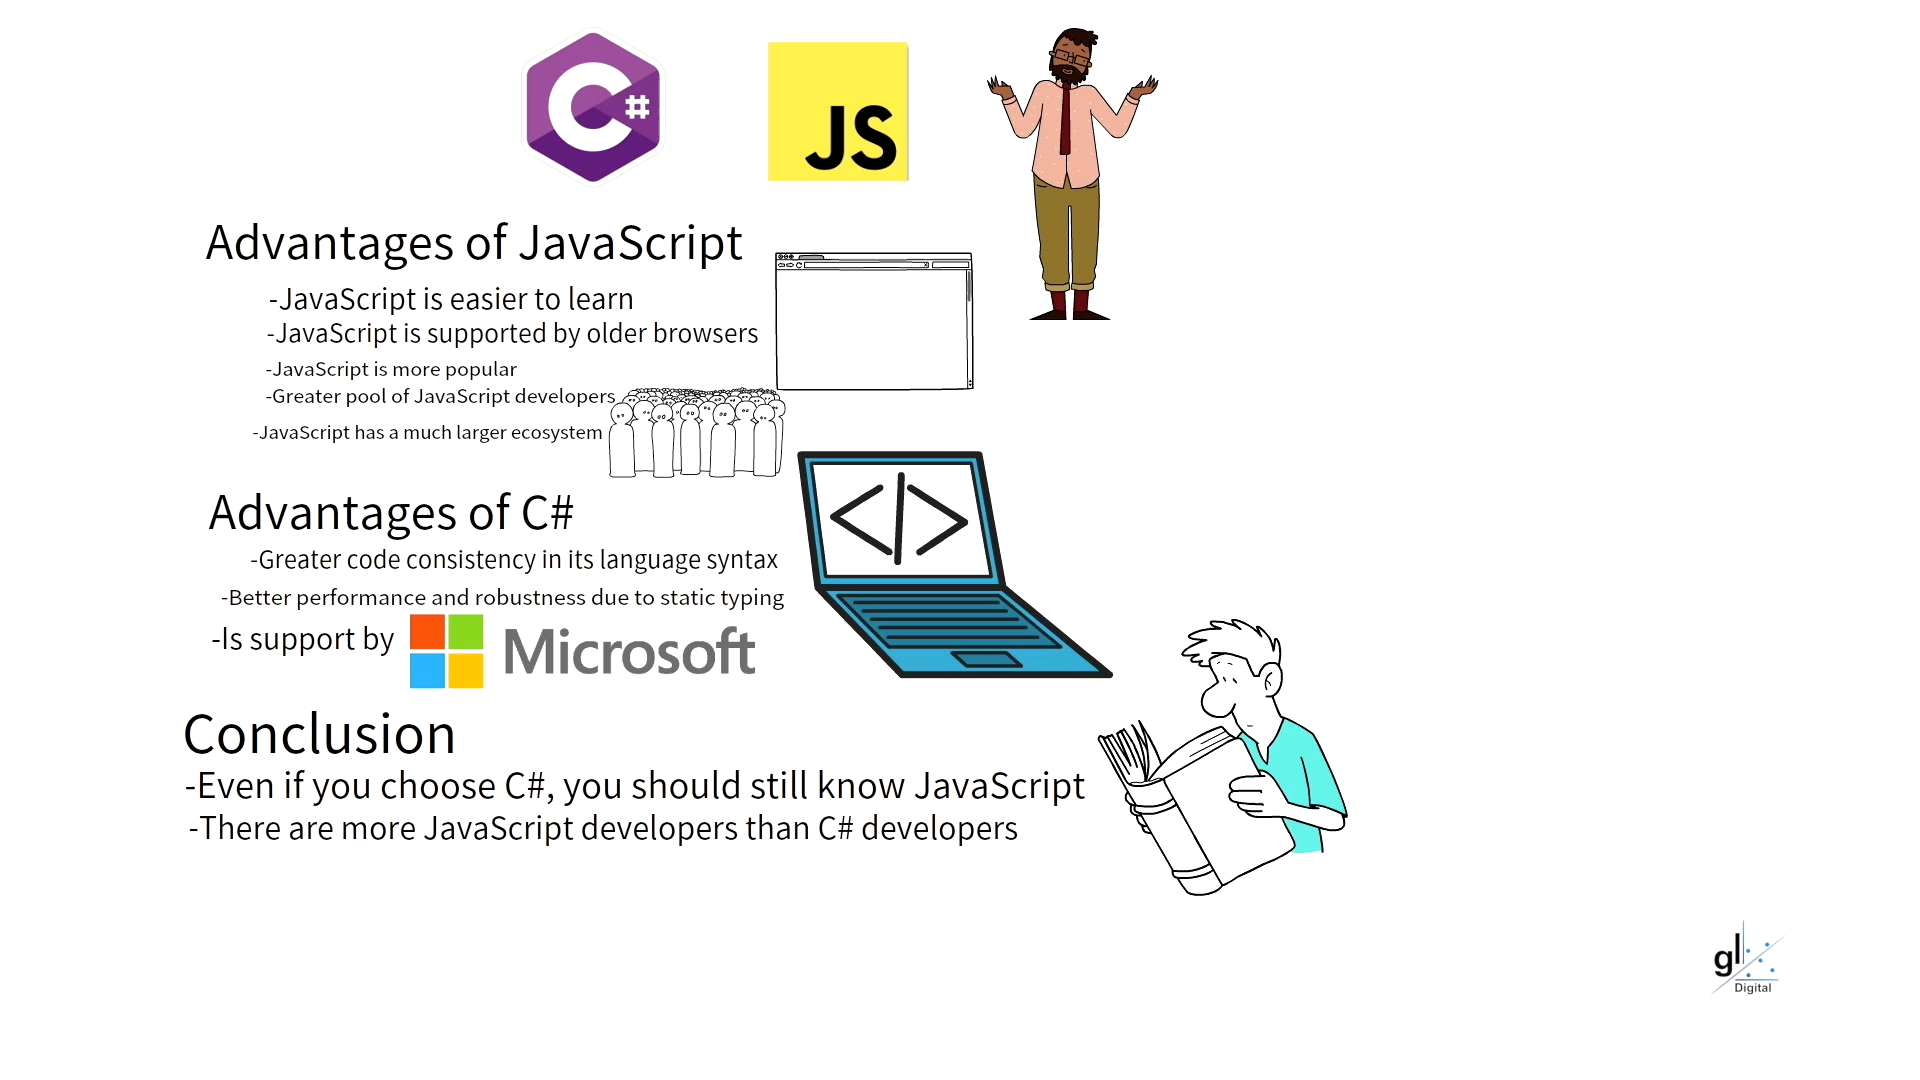 C#
JS
Advantages of JavaScript
-JavaScript is easier to learn
-JavaScript is supported by older browsers
-JavaScript is more popular
-Greater pool of JavaScript developers
-JavaScript has a much larger ecosystem
</>
Advantages of C#
-Greater code consistency in its language syntax
-Better performance and robustness due to static typing
-Is support by Microsoft
Conclusion
-Even if you choose C#, you should still know JavaScript
-There are more JavaScript developers than C# developers
gl
Digital